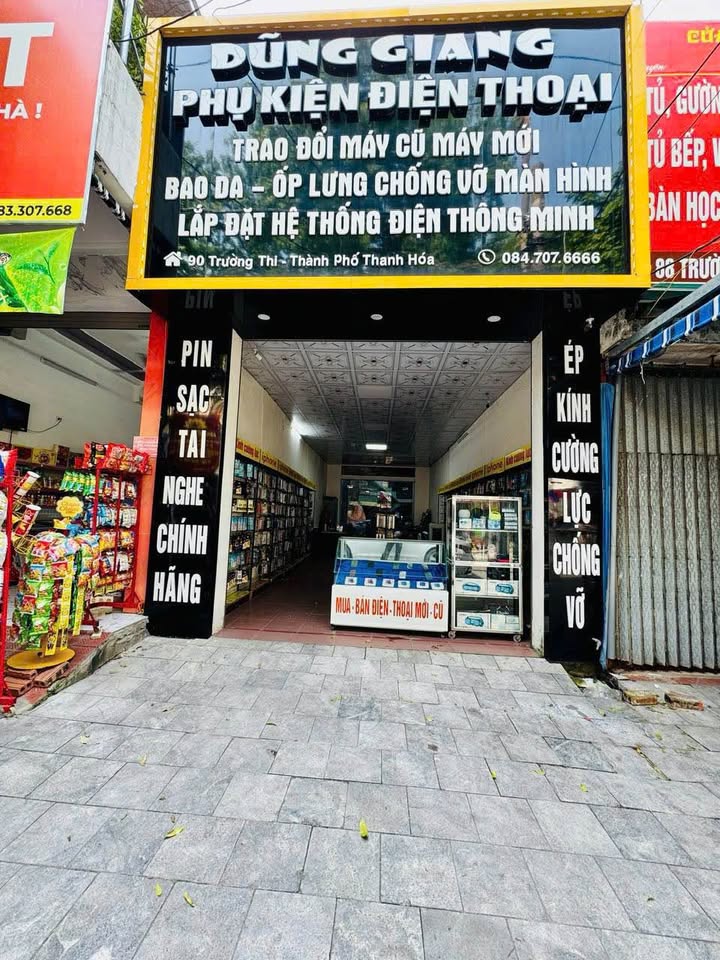 DŨNG GIANG
PHỤ KIỆN ĐIỆN THOẠI
TRAO ĐỔI MÁY CŨ MÁY MỚI
BAO DA - ỐP LƯNG CHỐNG VỠ MÀN HÌNH
LẮP ĐẶT HỆ THỐNG ĐIỆN THÔNG MINH
90 Trường Thi - Thành Phố Thanh Hóa
084.707.6666
T
HÀ !
83.307.668
CỬA
TỦ, GƯỜN
TỦ BẾP, V
BÀN HỌC
88 TRƯỜ
PIN
SẠC
TAI
NGHE
CHÍNH
HÃNG
ÉP
KÍNH
CƯỜNG
LỰC
CHỐNG
VỠ
MUA - BÁN ĐIỆN - THOẠI MỚI - CŨ